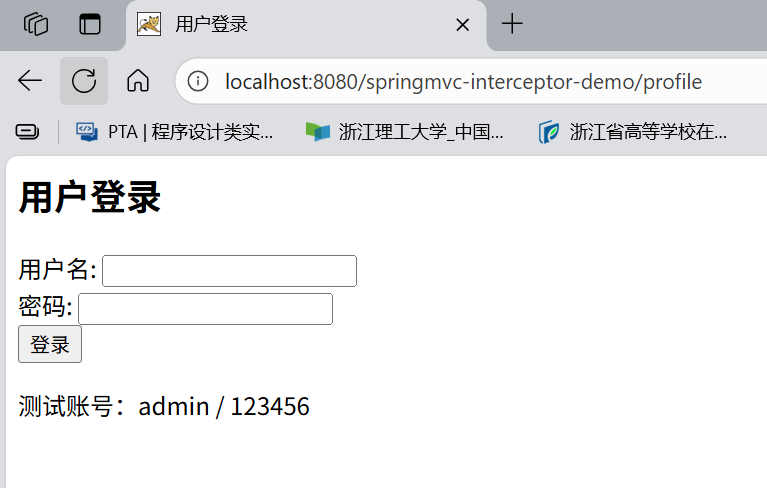 用户登录
localhost:8080/springmvc-interceptor-demo/profile
PTA | 程序设计类实... 浙江理工大学_中国... 浙江省高等学校在...
用户登录
用户名:
密码:
登录
测试账号：admin / 123456